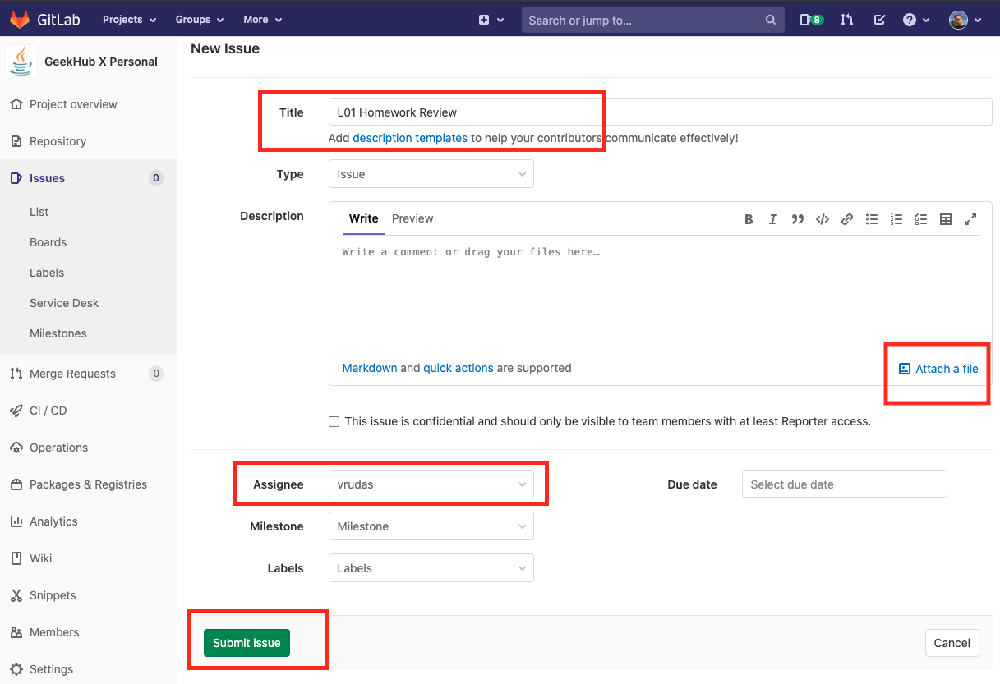 GitLab
Projects
Groups
More
Search or jump to...
8
GeekHub X Personal
Project overview
Repository
Issues
0
List
Boards
Labels
Service Desk
Milestones
Merge Requests
0
CI / CD
Operations
Packages & Registries
Analytics
Wiki
Snippets
Members
Settings
New Issue
Title
L01 Homework Review
Add description templates to help your contributors communicate effectively!
Type
Issue
Description
Write
Preview
Write a comment or drag your files here…
Markdown and quick actions are supported
Attach a file
This issue is confidential and should only be visible to team members with at least Reporter access.
Assignee
vrudas
Due date
Select due date
Milestone
Milestone
Labels
Labels
Submit issue
Cancel